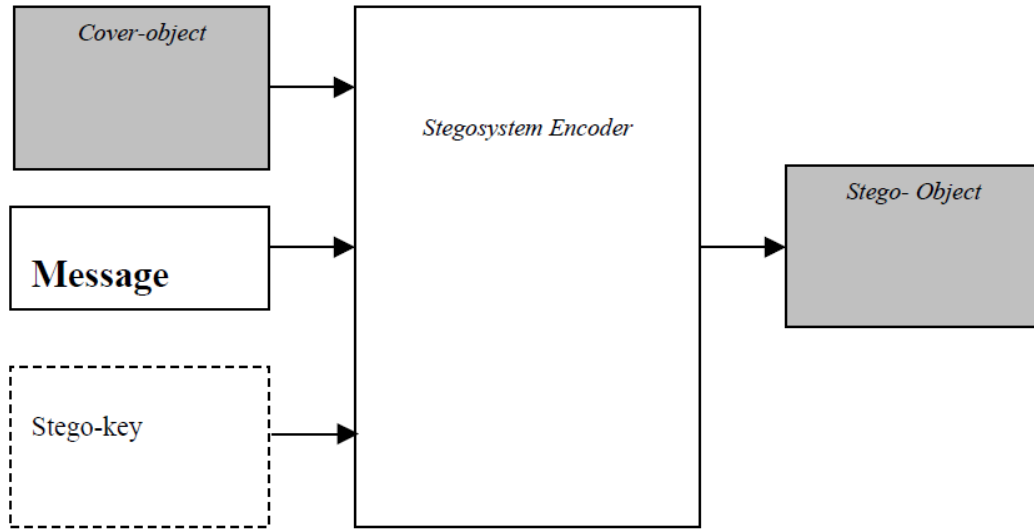 Cover-object
Stegosystem Encoder
Stego- Object
Message
Stego-key